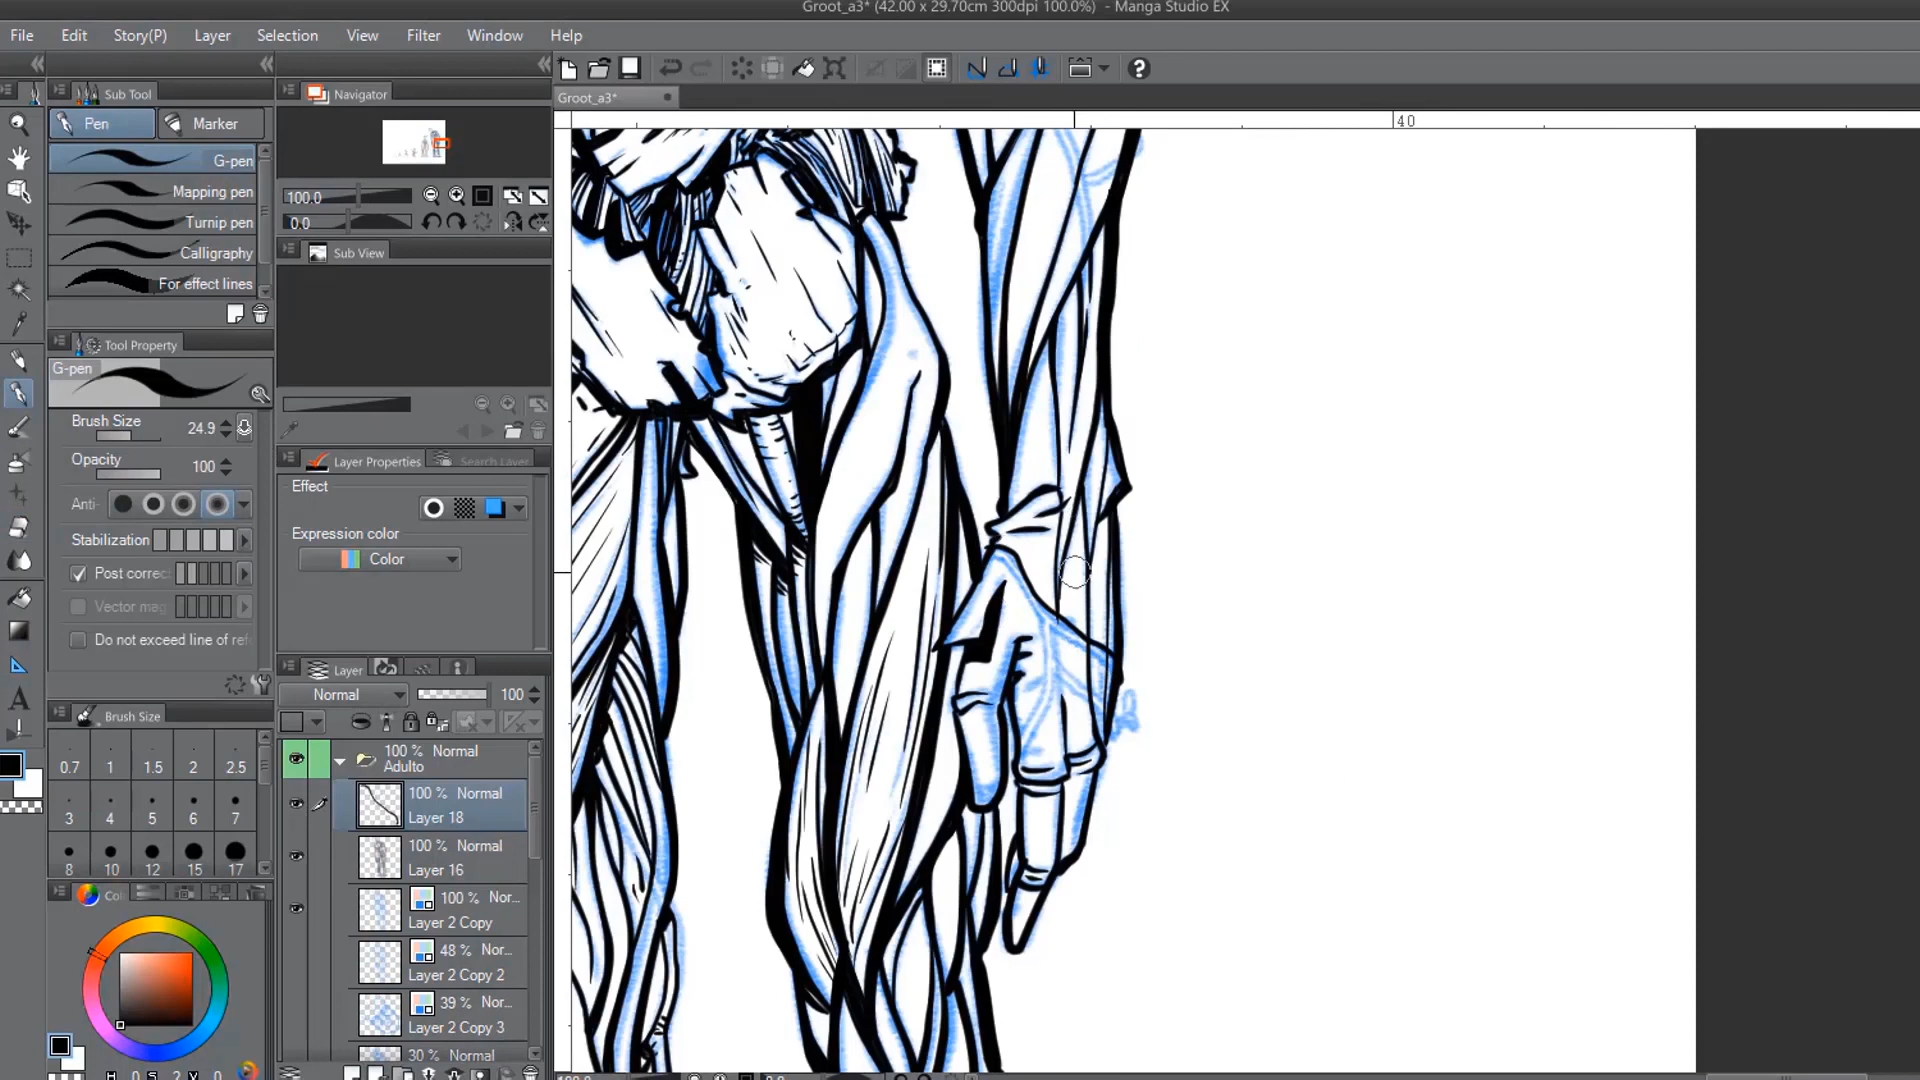 Groot_a3* (42.00 x 29.70cm 300dpi 100.0%) - Manga Studio EX
File Edit Story(P) Layer Selection View Filter Window Help
Sub Tool
Navigator
Groot_a3*
Pen Marker
40
G-pen
Mapping pen
Turnip pen
Calligraphy
For effect lines
100.0
0.0
Sub View
Tool Property
G-pen
Brush Size 24.9
Opacity 100
Anti-
Stabilization
Post correc
Vector mag
Do not exceed line of ref
Layer Properties Search Layer
Effect
Expression color
Color
Layer
Normal 100
Brush Size
0.7 1 1.5 2 2.5
3 4 5 6 7
8 10 12 15 17
100 % Normal
Adulto
100 % Normal
Layer 18
100 % Normal
Layer 16
100 % Nor...
Layer 2 Copy
48 % Nor...
Layer 2 Copy 2
39 % Nor...
Layer 2 Copy 3
30 % Normal
Col
H 0 S 2 V 0